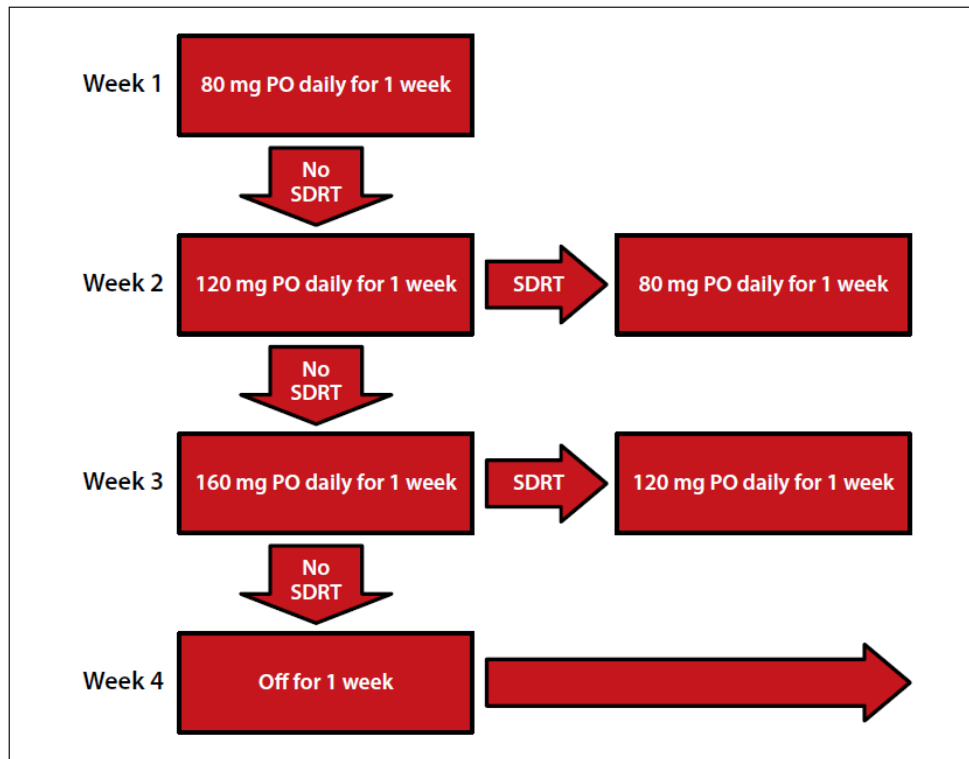 Week 1
80 mg PO daily for 1 week
No
SDRT
Week 2
120 mg PO daily for 1 week
SDRT
80 mg PO daily for 1 week
No
SDRT
Week 3
160 mg PO daily for 1 week
SDRT
120 mg PO daily for 1 week
No
SDRT
Week 4
Off for 1 week